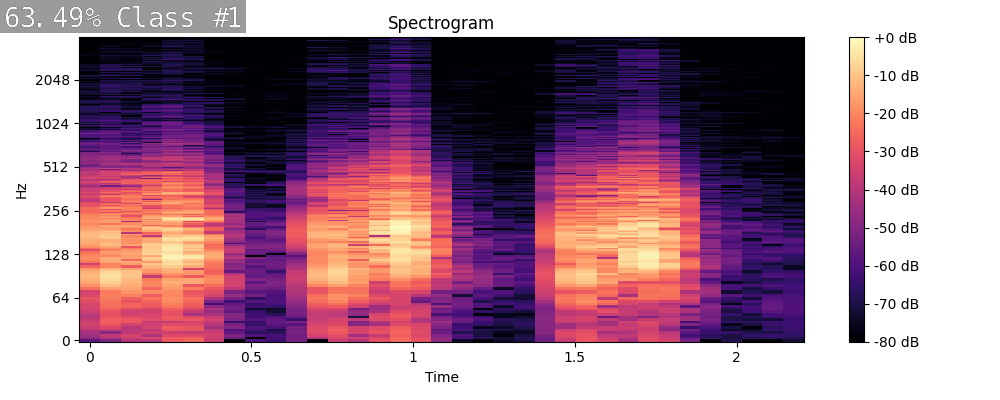 63.49% Class #1
Spectrogram
Hz
2048
1024
512
256
128
64
0
0
0.5
1
1.5
2
Time
+0 dB
-10 dB
-20 dB
-30 dB
-40 dB
-50 dB
-60 dB
-70 dB
-80 dB